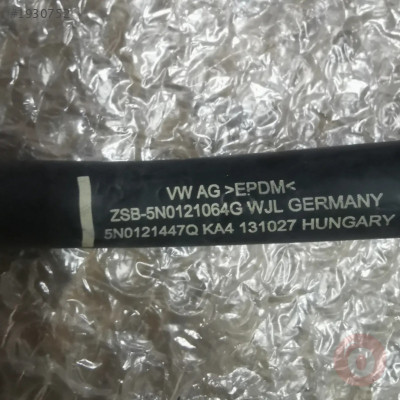 VW AG >EPDM<
ZSB-5N0121064G WJL GERMANY
5N0121447Q KA4 131027 HUNGARY